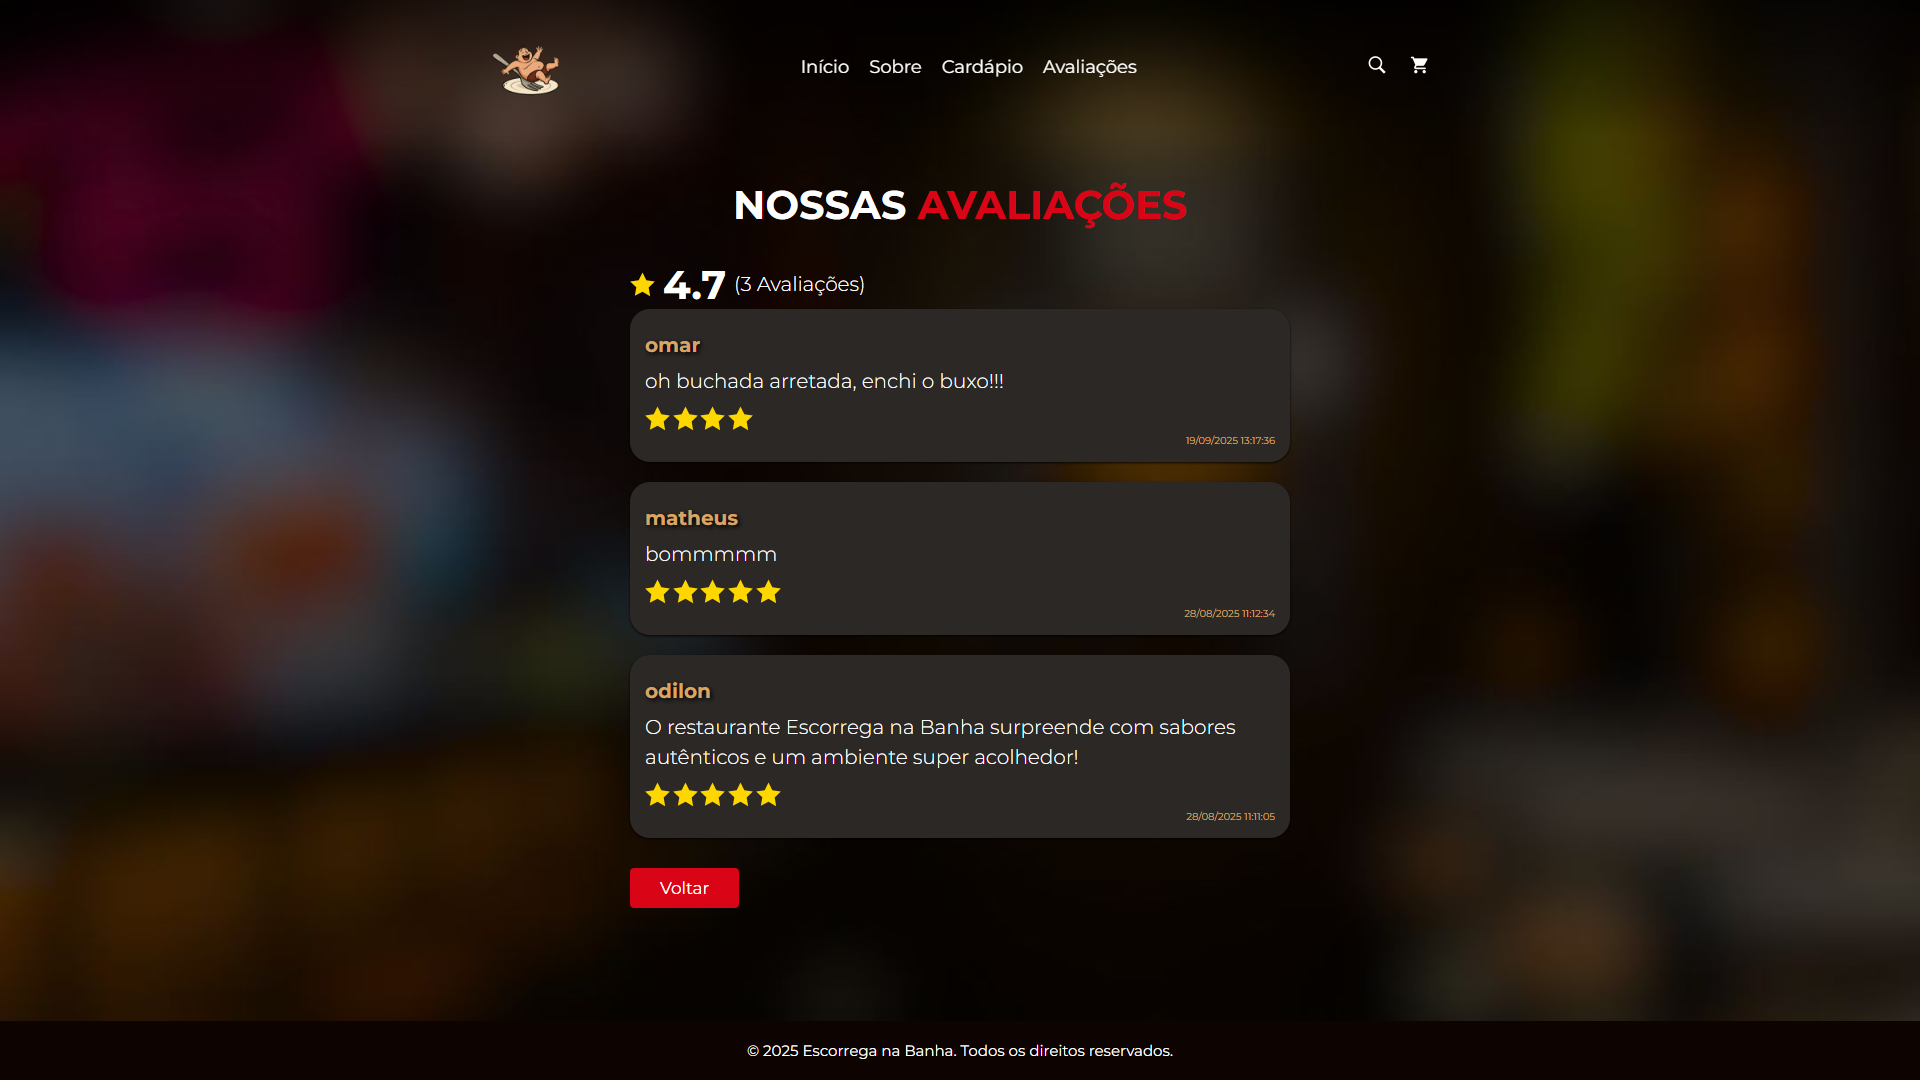 Início Sobre Cardápio Avaliações
NOSSAS AVALIAÇÕES
4.7 (3 Avaliações)
omar
oh buchada arretada, enchi o buxo!!!
19/09/2025 13:17:36
matheus
bommmmm
28/08/2025 11:12:34
odilon
O restaurante Escorrega na Banha surpreende com sabores
autênticos e um ambiente super acolhedor!
28/08/2025 11:11:05
Voltar
© 2025 Escorrega na Banha. Todos os direitos reservados.